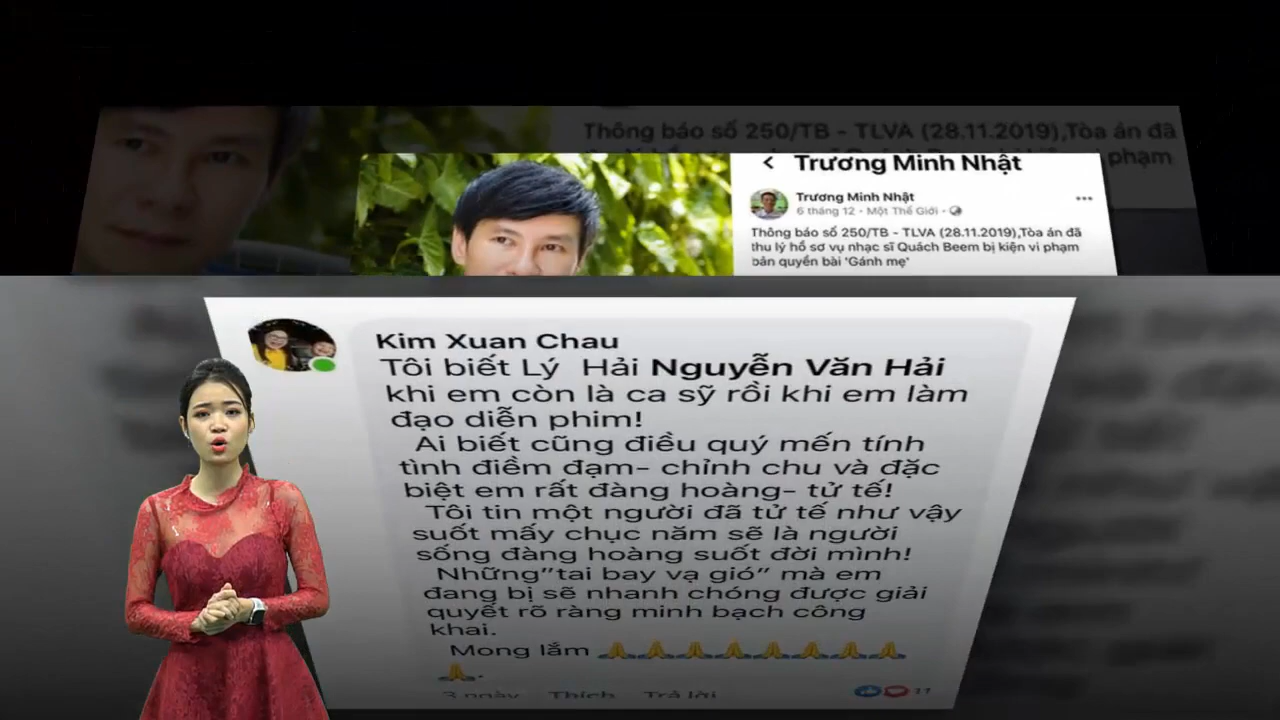 Thông báo số 250/TB - TLVA (28.11.2019),Tòa án đã
phạm
Trương Minh Nhật
Trương Minh Nhật
6 tháng 12 - Một Thế Giới
Thông báo số 250/TB - TLVA (28.11.2019),Tòa án đã
thu lý hồ sơ vụ nhạc sĩ Quách Beem bị kiện vi phạm
bản quyền bài 'Gánh mẹ'
Kim Xuan Chau
Tôi biết Lý Hải Nguyễn Văn Hải
khi em còn là ca sỹ rồi khi em làm
đạo diễn phim!
Ai biết cũng điều quý mến tính
tình điềm đạm- chỉnh chu và đặc
biệt em rất đàng hoàng- tử tế!
Tôi tin một người đã tử tế như vậy
suốt mấy chục năm sẽ là người
sống đàng hoàng suốt đời mình!
Những"tai bay vạ gió" mà em
đang bị sẽ nhanh chóng được giải
quyết rõ ràng minh bạch công
khai.
Mong lắm 🙏🙏🙏🙏🙏🙏🙏🙏
🙏.
3 ngày Thích Trả lời 11